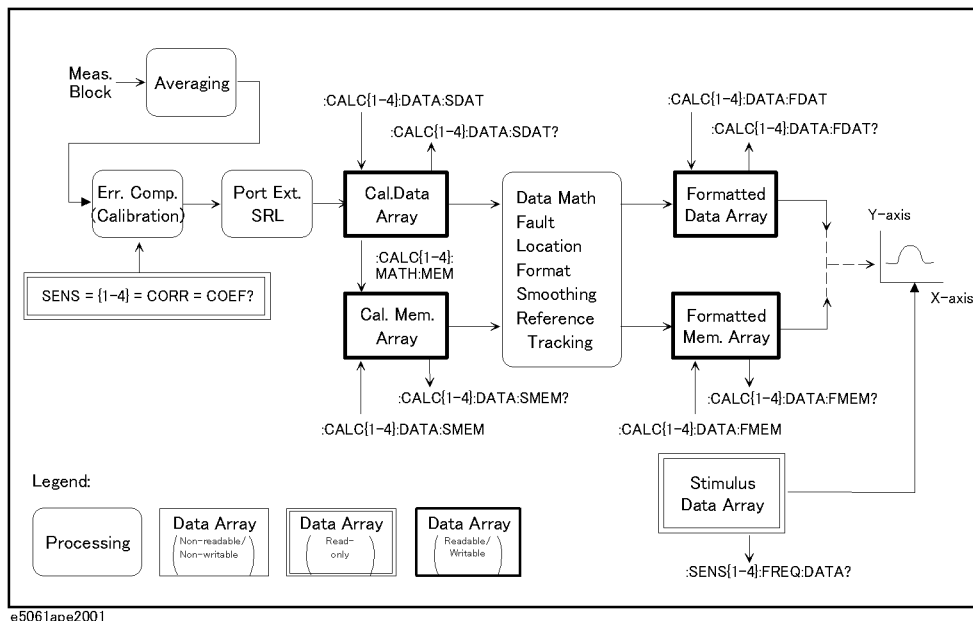 Meas.
Block
Averaging
:CALC{1-4}:DATA:SDAT
:CALC{1-4}:DATA:SDAT?
:CALC{1-4}:DATA:FDAT
:CALC{1-4}:DATA:FDAT?
Err. Comp.
(Calibration)
Port Ext.
SRL
Cal.Data
Array
Data Math
Fault
Location
Format
Smoothing
Reference
Tracking
Formatted
Data Array
Y-axis
X-axis
:CALC{1-4}:
MATH:MEM
SENS = {1-4} = CORR = COEF?
Cal. Mem.
Array
Formatted
Mem. Array
:CALC{1-4}:DATA:SMEM?
:CALC{1-4}:DATA:SMEM
:CALC{1-4}:DATA:FMEM?
:CALC{1-4}:DATA:FMEM
Stimulus
Data Array
:SENS{1-4}:FREQ:DATA?
Legend:
Processing
Data Array
(Non-readable/
Non-writable)
Data Array
(Read-
only)
Data Array
(Readable/
Writable)
e5061ape2001